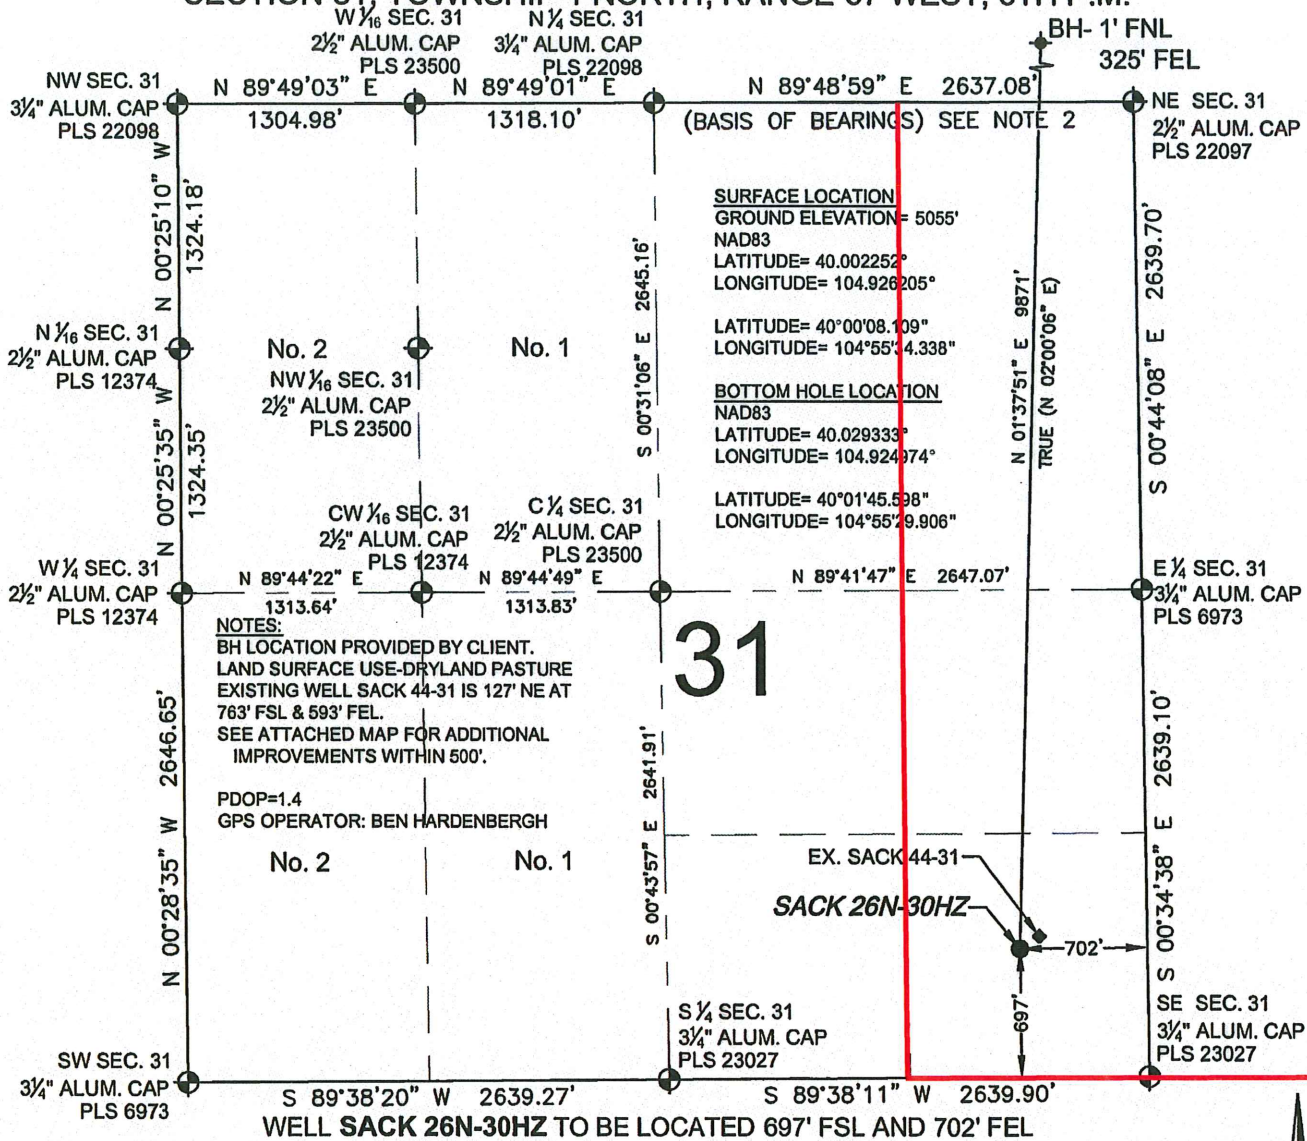 W 1/16 SEC. 31
2½" ALUM. CAP
PLS 23500
N ¼ SEC. 31
3¼" ALUM. CAP
PLS 22098
BH- 1' FNL
325' FEL
NW SEC. 31
3¼" ALUM. CAP
PLS 22098
N 89°49'03" E
1304.98'
N 89°49'01" E
1318.10'
N 89°48'59" E 2637.08'
(BASIS OF BEARINGS) SEE NOTE 2
NE SEC. 31
2½" ALUM. CAP
PLS 22097
N 00°25'10" W
1324.18'
SURFACE LOCATION
GROUND ELEVATION= 5055'
NAD83
LATITUDE= 40.002252°
LONGITUDE= 104.926205°
LATITUDE= 40°00'08.109"
LONGITUDE= 104°55'34.338"
BOTTOM HOLE LOCATION
NAD83
LATITUDE= 40.029333°
LONGITUDE= 104.924974°
LATITUDE= 40°01'45.598"
LONGITUDE= 104°55'29.906"
S 00°31'06" E 2645.16'
N 01°37'51" E 9871'
TRUE (N 02°00'06" E)
S 00°44'08" E 2639.70'
N 1/16 SEC. 31
2½" ALUM. CAP
PLS 12374
No. 2
No. 1
NW 1/16 SEC. 31
2½" ALUM. CAP
PLS 23500
N 00°25'35" W
1324.35'
CW 1/16 SEC. 31
2½" ALUM. CAP
PLS 12374
C ¼ SEC. 31
2½" ALUM. CAP
PLS 23500
W ¼ SEC. 31
2½" ALUM. CAP
PLS 12374
N 89°44'22" E
1313.64'
N 89°44'49" E
1313.83'
N 89°41'47" E 2647.07'
E ¼ SEC. 31
3¼" ALUM. CAP
PLS 6973
NOTES:
BH LOCATION PROVIDED BY CLIENT.
LAND SURFACE USE-DRYLAND PASTURE
EXISTING WELL SACK 44-31 IS 127' NE AT
763' FSL & 593' FEL.
SEE ATTACHED MAP FOR ADDITIONAL
IMPROVEMENTS WITHIN 500'.
PDOP=1.4
GPS OPERATOR: BEN HARDENBERGH
31
N 00°28'35" W 2646.65'
S 00°43'57" E 2641.91'
S 00°34'38" E 2639.10'
No. 2
No. 1
EX. SACK 44-31
SACK 26N-30HZ
702'
697'
S ¼ SEC. 31
3¼" ALUM. CAP
PLS 23027
SE SEC. 31
3¼" ALUM. CAP
PLS 23027
SW SEC. 31
3¼" ALUM. CAP
PLS 6973
S 89°38'20" W 2639.27'
S 89°38'11" W 2639.90'
WELL SACK 26N-30HZ TO BE LOCATED 697' FSL AND 702' FEL